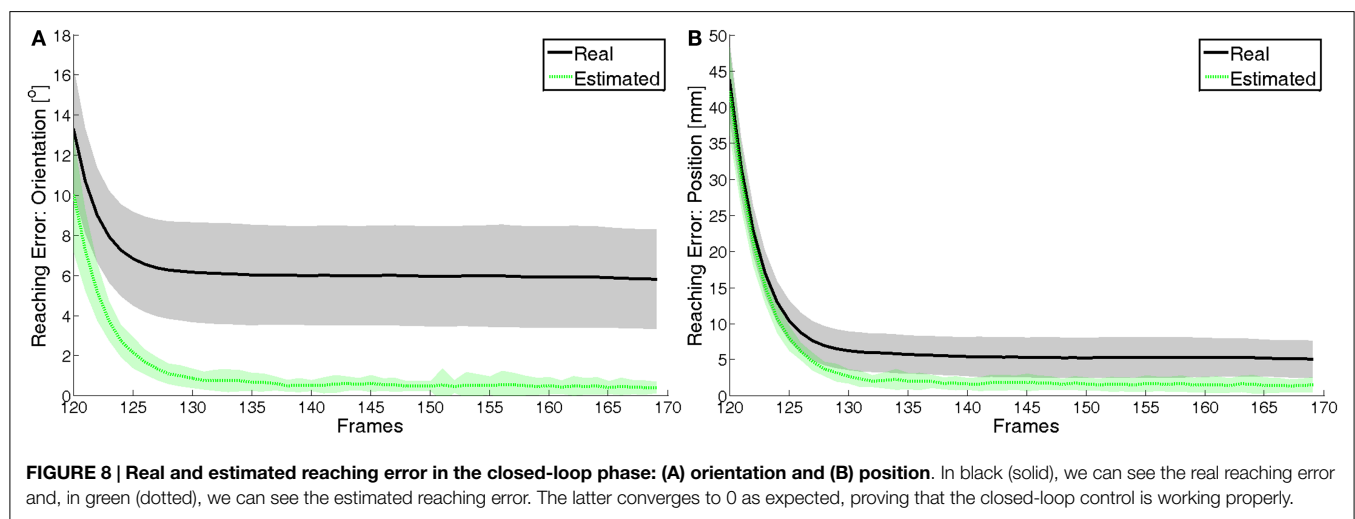 A
18
16
14
12
10
8
6
4
2
0
Reaching Error: Orientation [°]
Real
Estimated
120 125 130 135 140 145 150 155 160 165 170
Frames
B
50
45
40
35
30
25
20
15
10
5
0
Reaching Error: Position [mm]
Real
Estimated
120 125 130 135 140 145 150 155 160 165 170
Frames
FIGURE 8 | Real and estimated reaching error in the closed-loop phase: (A) orientation and (B) position. In black (solid), we can see the real reaching error
and, in green (dotted), we can see the estimated reaching error. The latter converges to 0 as expected, proving that the closed-loop control is working properly.